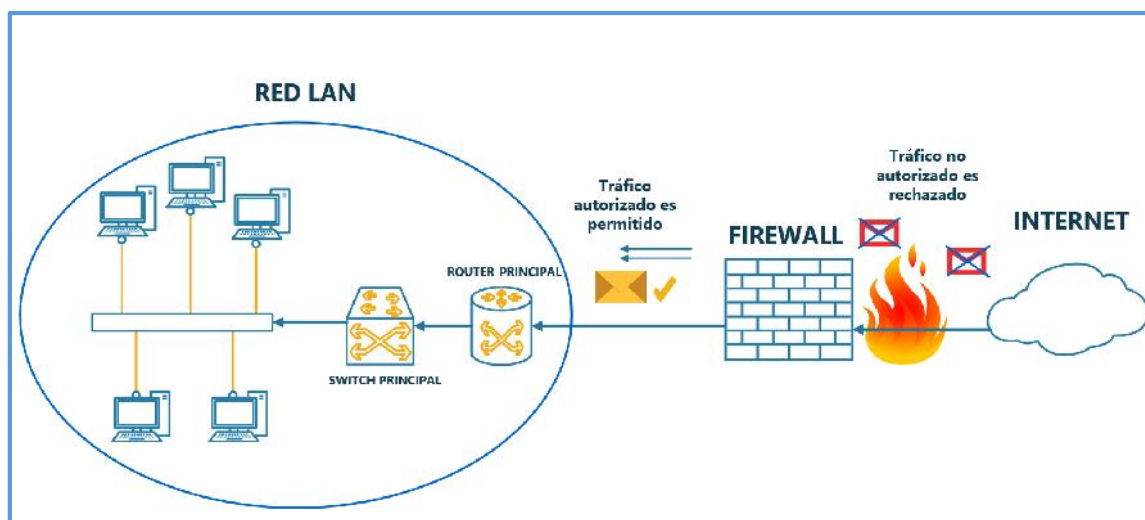 RED LAN
Tráfico
autorizado es
permitido
Tráfico no
autorizado es
rechazado
FIREWALL
INTERNET
ROUTER PRINCIPAL
SWITCH PRINCIPAL